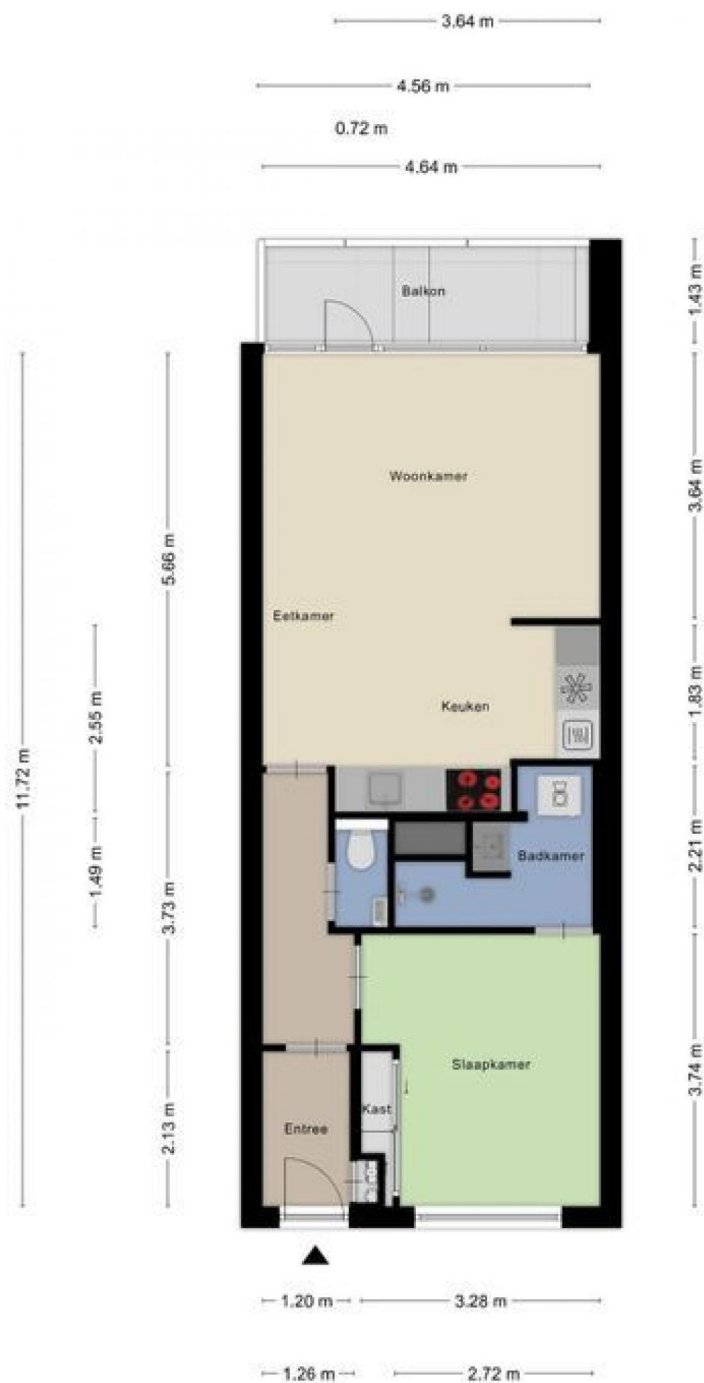 3.64 m
4.56 m
0.72 m
4.64 m
Balkon
1.43 m
Woonkamer
3.64 m
5.66 m
Eetkamer
2.55 m
Keuken
1.83 m
11.72 m
1.49 m
3.73 m
Badkamer
2.21 m
Slaapkamer
3.74 m
Kast
Entree
2.13 m
1.20 m
3.28 m
1.26 m
2.72 m